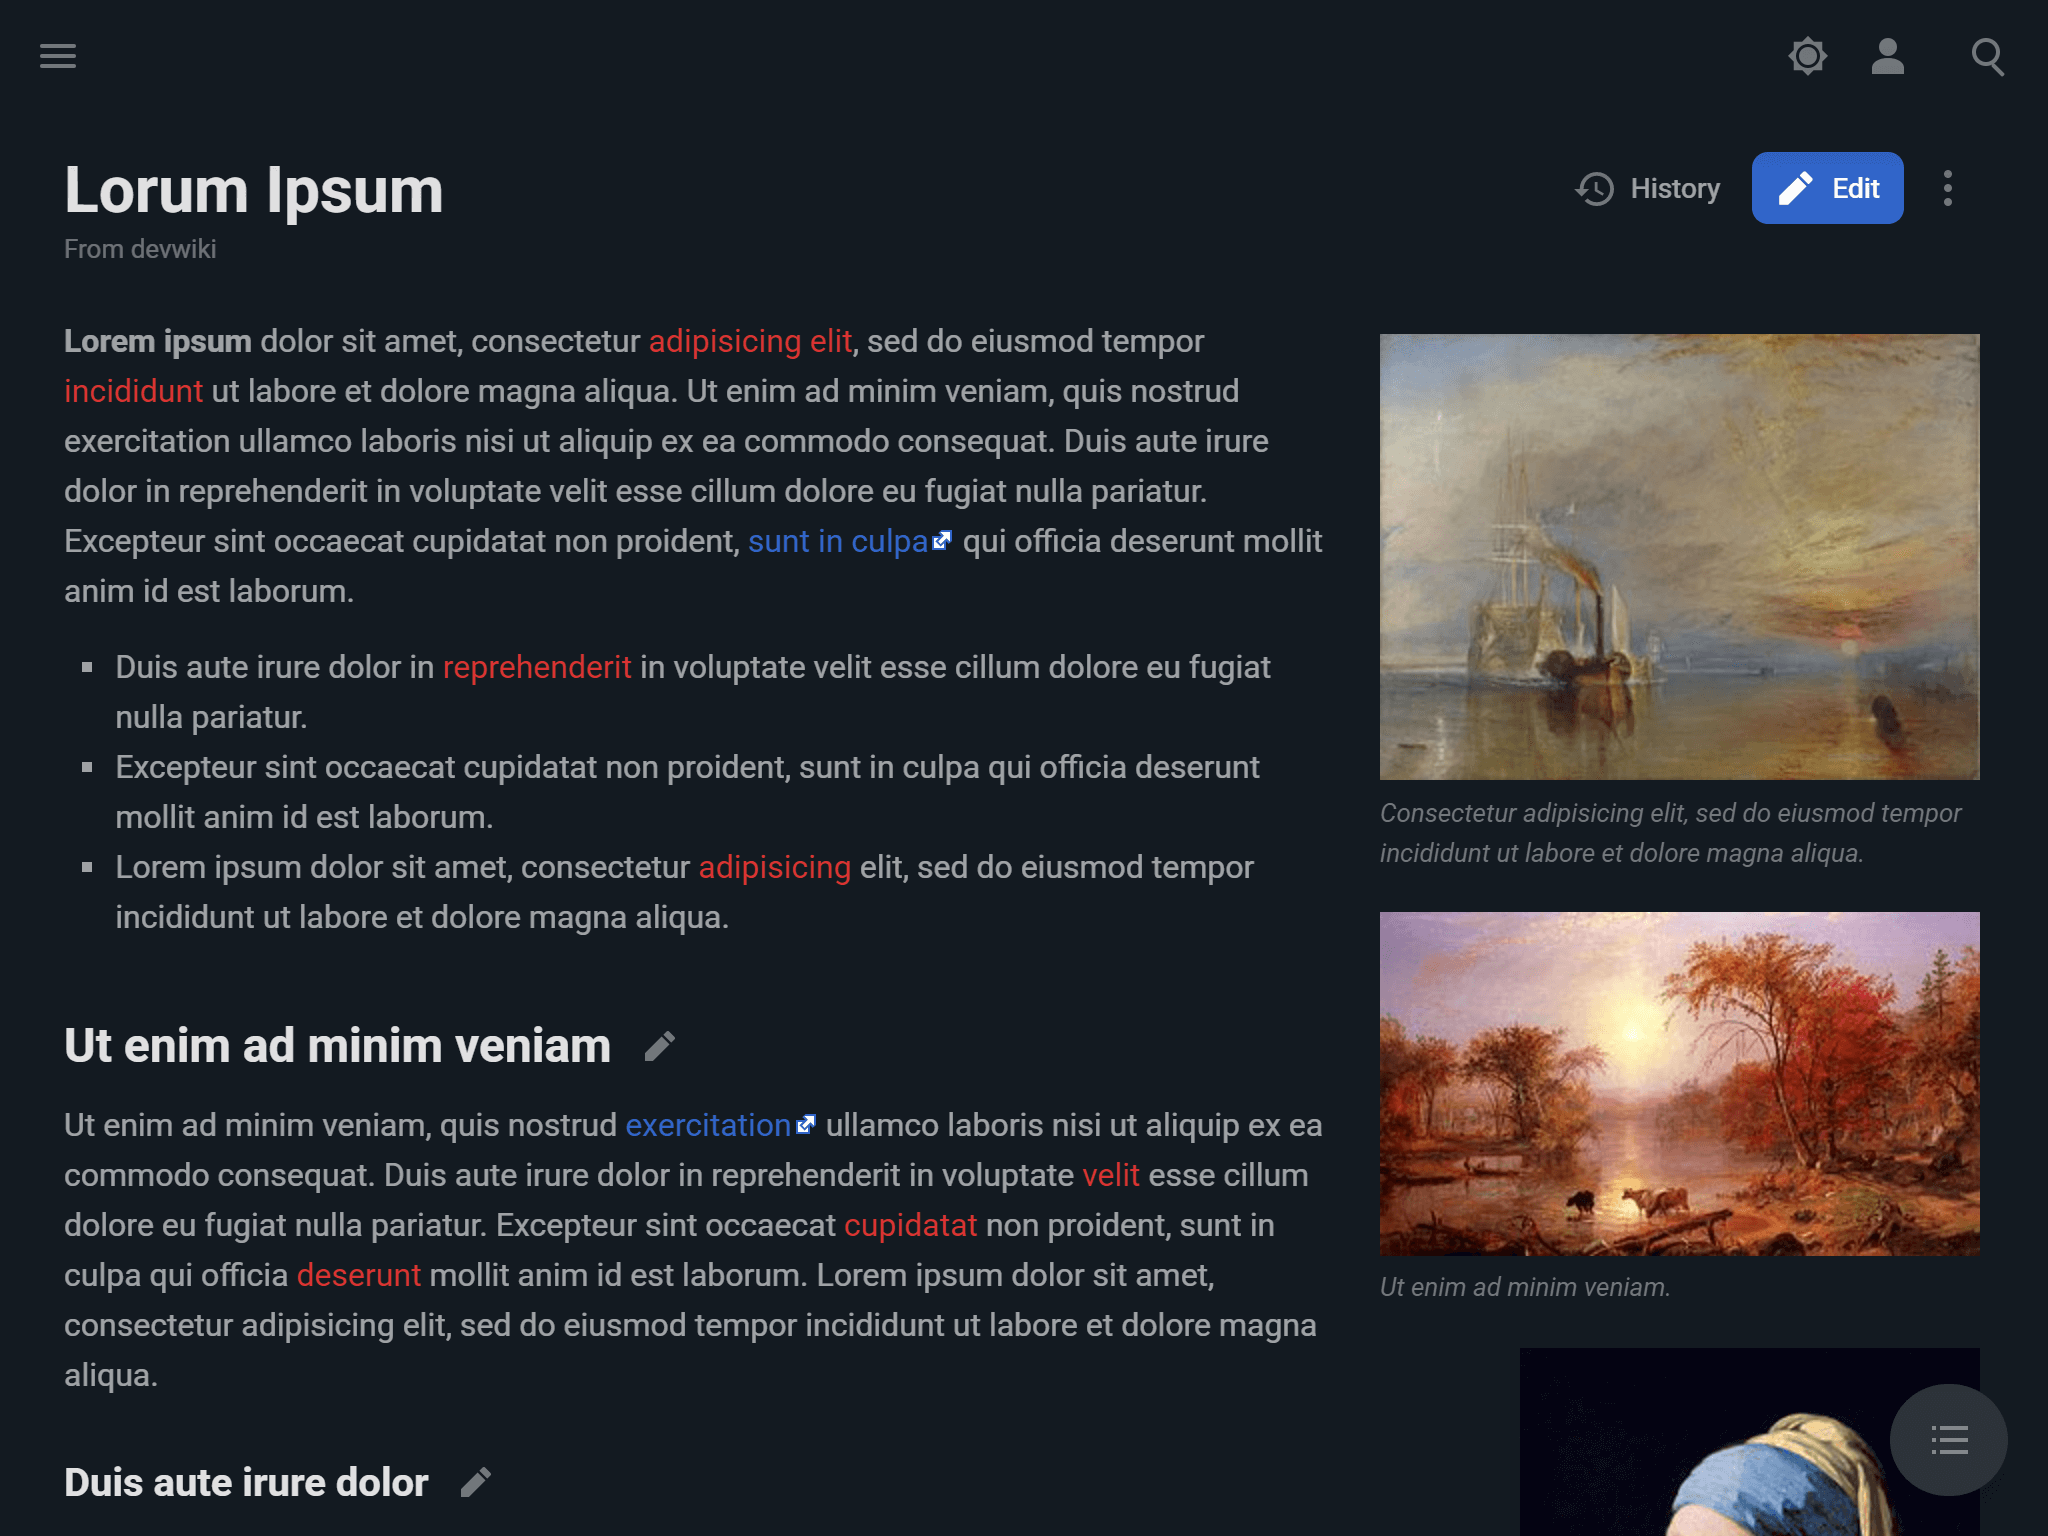 Lorum Ipsum
History
Edit
From devwiki
Lorem ipsum dolor sit amet, consectetur adipisicing elit, sed do eiusmod tempor
incididunt ut labore et dolore magna aliqua. Ut enim ad minim veniam, quis nostrud
exercitation ullamco laboris nisi ut aliquip ex ea commodo consequat. Duis aute irure
dolor in reprehenderit in voluptate velit esse cillum dolore eu fugiat nulla pariatur.
Excepteur sint occaecat cupidatat non proident, sunt in culpa qui officia deserunt mollit
anim id est laborum.
Duis aute irure dolor in reprehenderit in voluptate velit esse cillum dolore eu fugiat
nulla pariatur.
Excepteur sint occaecat cupidatat non proident, sunt in culpa qui officia deserunt
mollit anim id est laborum.
Lorem ipsum dolor sit amet, consectetur adipisicing elit, sed do eiusmod tempor
incididunt ut labore et dolore magna aliqua.
Ut enim ad minim veniam
Ut enim ad minim veniam, quis nostrud exercitation ullamco laboris nisi ut aliquip ex ea
commodo consequat. Duis aute irure dolor in reprehenderit in voluptate velit esse cillum
dolore eu fugiat nulla pariatur. Excepteur sint occaecat cupidatat non proident, sunt in
culpa qui officia deserunt mollit anim id est laborum. Lorem ipsum dolor sit amet,
consectetur adipisicing elit, sed do eiusmod tempor incididunt ut labore et dolore magna
aliqua.
Duis aute irure dolor
Consectetur adipisicing elit, sed do eiusmod tempor
incididunt ut labore et dolore magna aliqua.
Ut enim ad minim veniam.